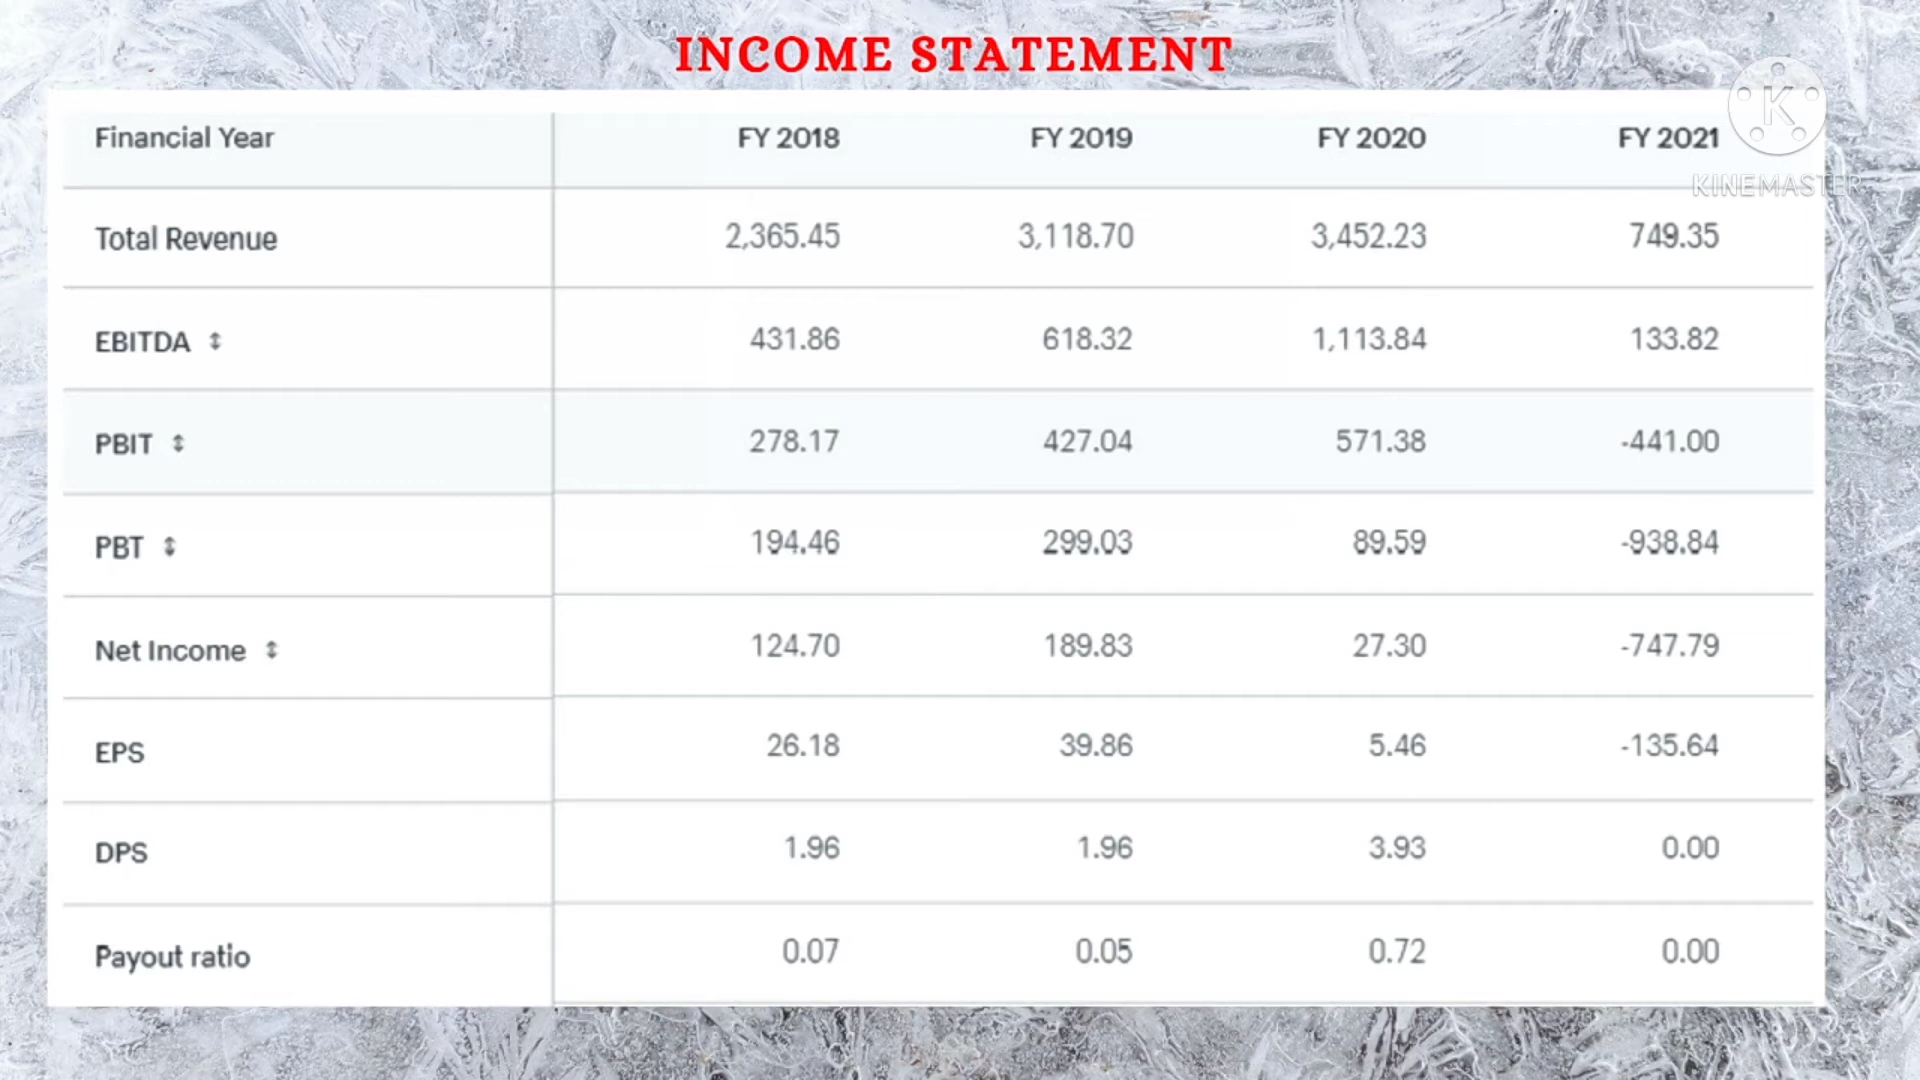 INCOME STATEMENT
K
KINEMASTER
Financial Year FY 2018 FY 2019 FY 2020 FY 2021
Total Revenue 2,365.45 3,118.70 3,452.23 749.35
EBITDA 431.86 618.32 1,113.84 133.82
PBIT 278.17 427.04 571.38 -441.00
PBT 194.46 299.03 89.59 -938.84
Net Income 124.70 189.83 27.30 -747.79
EPS 26.18 39.86 5.46 -135.64
DPS 1.96 1.96 3.93 0.00
Payout ratio 0.07 0.05 0.72 0.00